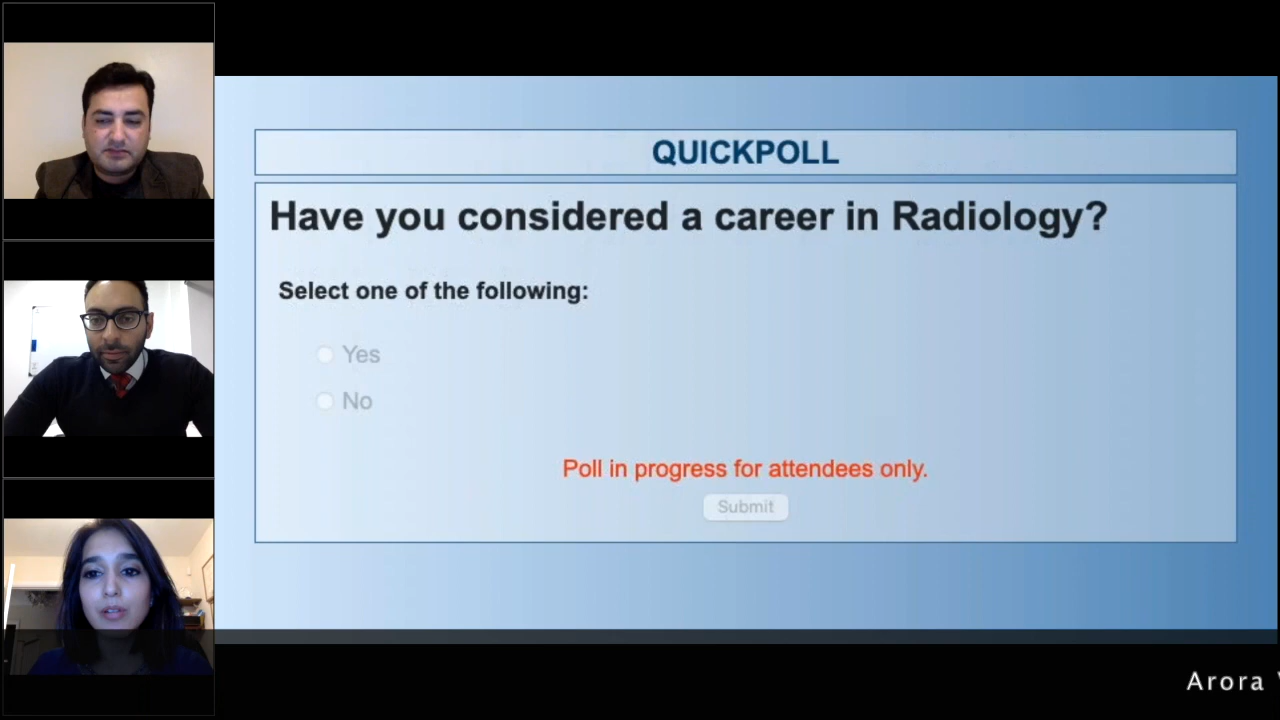 QUICKPOLL
Have you considered a career in Radiology?
Select one of the following:
Yes
No
Poll in progress for attendees only.
Submit
Arora